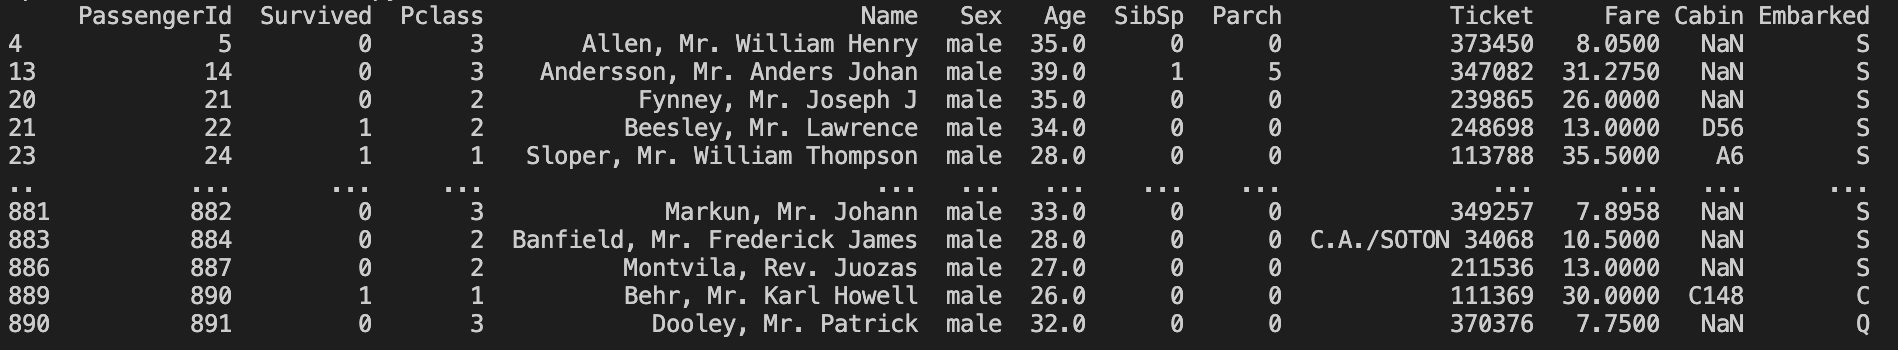 PassengerId Survived Pclass Name Sex Age SibSp Parch Ticket Fare Cabin Embarked
4 5 0 3 Allen, Mr. William Henry male 35.0 0 0 373450 8.0500 NaN S
13 14 0 3 Andersson, Mr. Anders Johan male 39.0 1 5 347082 31.2750 NaN S
20 21 0 2 Fynney, Mr. Joseph J male 35.0 0 0 239865 26.0000 NaN S
21 22 1 2 Beesley, Mr. Lawrence male 34.0 0 0 248698 13.0000 D56 S
23 24 1 1 Sloper, Mr. William Thompson male 28.0 0 0 113788 35.5000 A6 S
.. ... ... ... ... ... ... ... ... ... ... ... ...
881 882 0 3 Markun, Mr. Johann male 33.0 0 0 349257 7.8958 NaN S
883 884 0 2 Banfield, Mr. Frederick James male 28.0 0 0 C.A./SOTON 34068 10.5000 NaN S
886 887 0 2 Montvila, Rev. Juozas male 27.0 0 0 211536 13.0000 NaN S
889 890 1 1 Behr, Mr. Karl Howell male 26.0 0 0 111369 30.0000 C148 C
890 891 0 3 Dooley, Mr. Patrick male 32.0 0 0 370376 7.7500 NaN Q